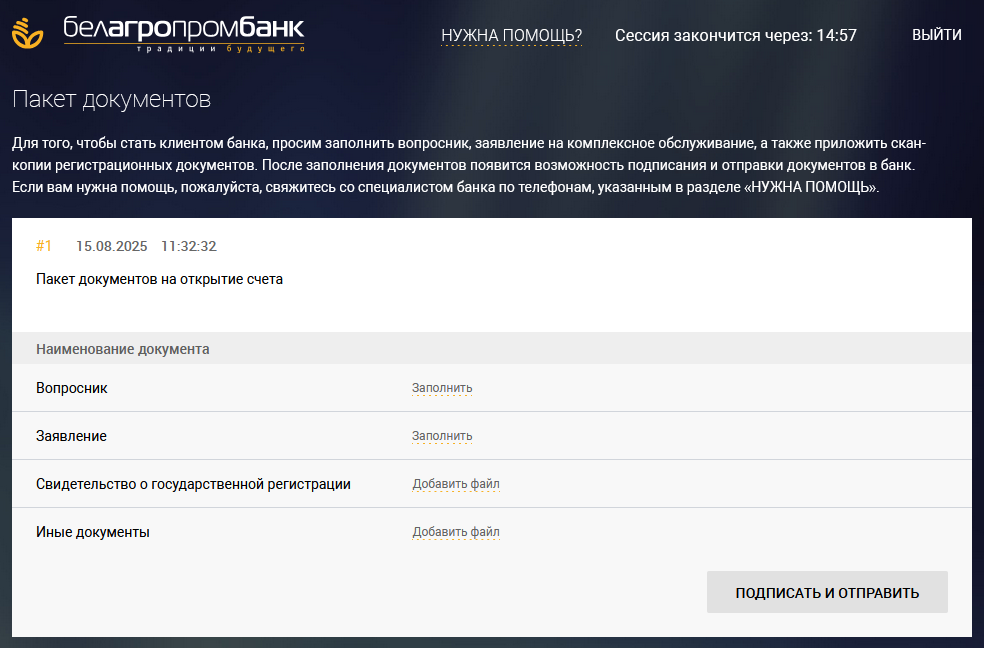 белагропромбанк
традиции будущего
НУЖНА ПОМОЩЬ?
Сессия закончится через: 14:57
ВЫЙТИ
Пакет документов
Для того, чтобы стать клиентом банка, просим заполнить вопросник, заявление на комплексное обслуживание, а также приложить скан-
копии регистрационных документов. После заполнения документов появится возможность подписания и отправки документов в банк.
Если вам нужна помощь, пожалуйста, свяжитесь со специалистом банка по телефонам, указанным в разделе «НУЖНА ПОМОЩЬ».
#1 15.08.2025 11:32:32
Пакет документов на открытие счета
Наименование документа
Вопросник Заполнить
Заявление Заполнить
Свидетельство о государственной регистрации Добавить файл
Иные документы Добавить файл
ПОДПИСАТЬ И ОТПРАВИТЬ